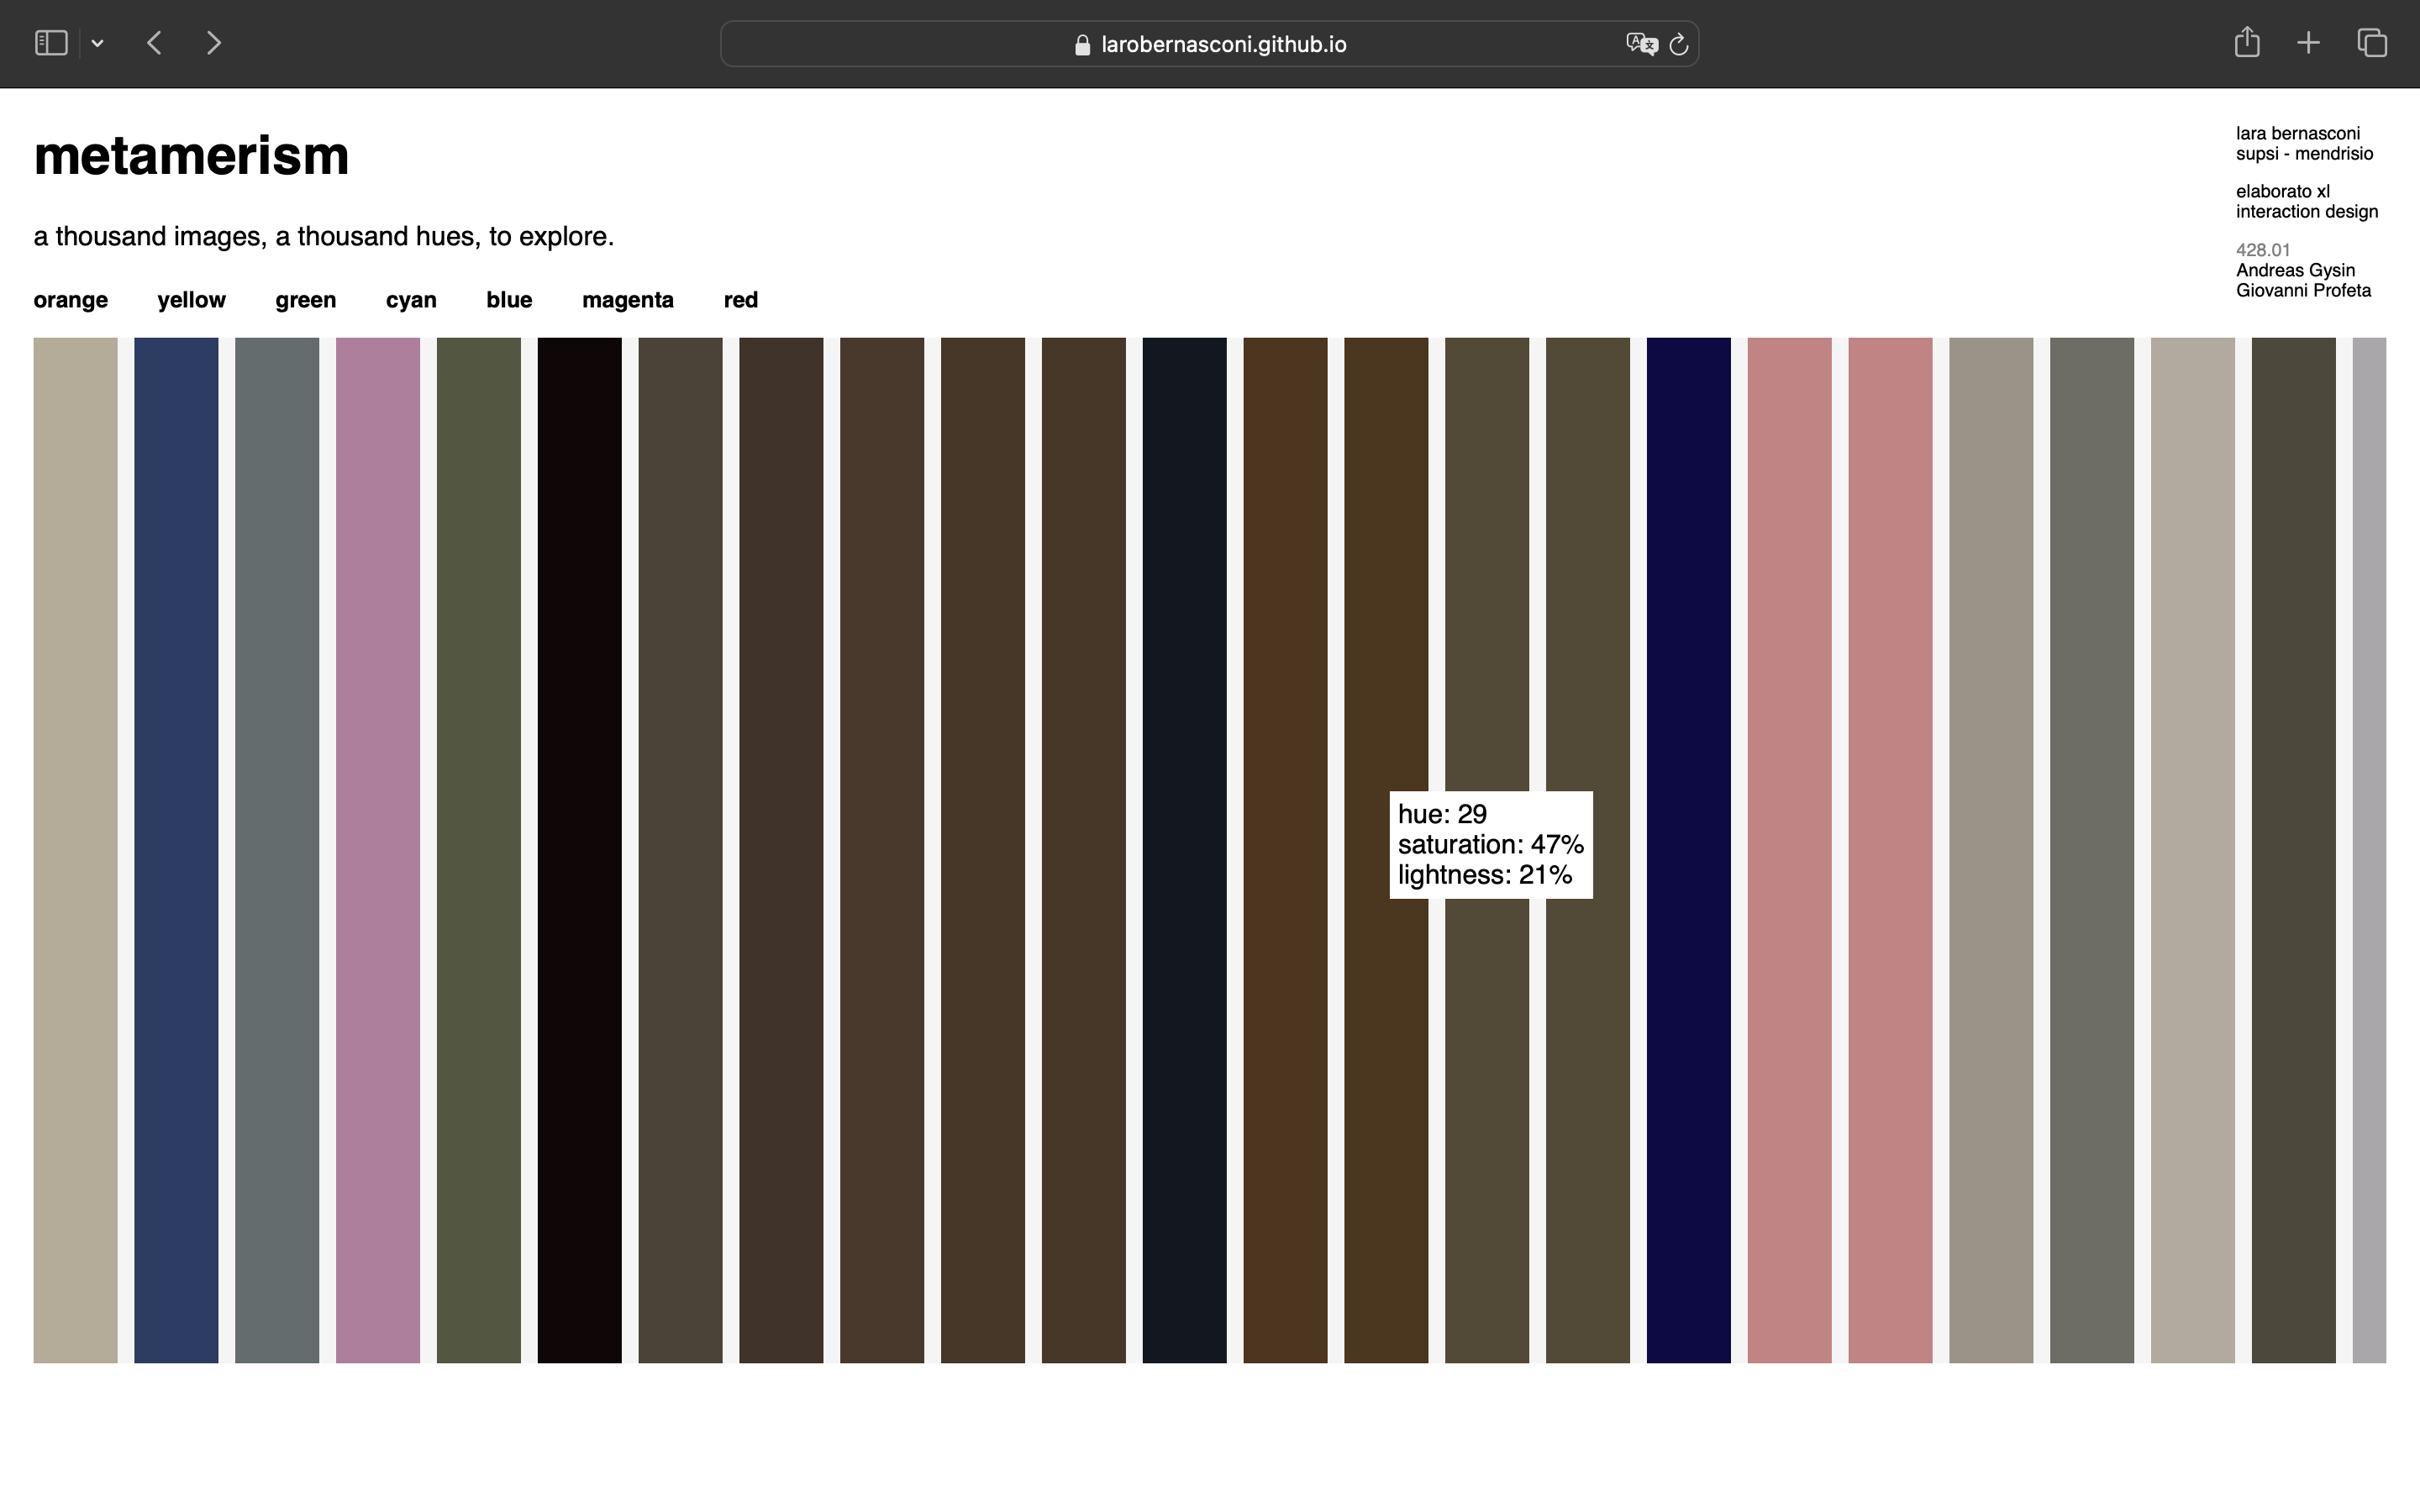 larobernasconi.github.io
metamerism
a thousand images, a thousand hues, to explore.
orange yellow green cyan blue magenta red
lara bernasconi
supsi - mendrisio
elaborato xl
interaction design
428.01
Andreas Gysin
Giovanni Profeta
hue: 29
saturation: 47%
lightness: 21%